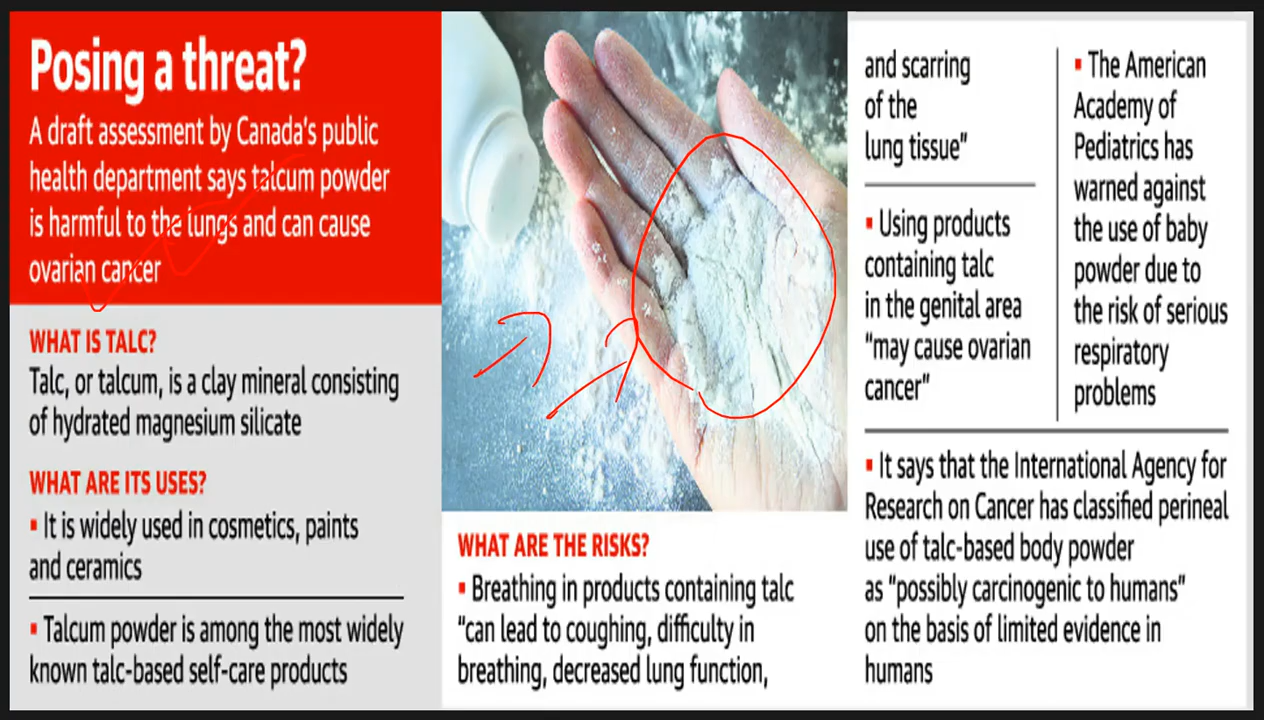 Posing a threat?
A draft assessment by Canada's public
health department says talcum powder
is harmful to the lungs and can cause
ovarian cancer
WHAT IS TALC?
Talc, or talcum, is a clay mineral consisting
of hydrated magnesium silicate
WHAT ARE ITS USES?
▪ It is widely used in cosmetics, paints
and ceramics
▪ Talcum powder is among the most widely
known talc-based self-care products
WHAT ARE THE RISKS?
▪ Breathing in products containing talc
"can lead to coughing, difficulty in
breathing, decreased lung function,
and scarring
of the
lung tissue"
▪ Using products
containing talc
in the genital area
"may cause ovarian
cancer"
▪ The American
Academy of
Pediatrics has
warned against
the use of baby
powder due to
the risk of serious
respiratory
problems
▪ It says that the International Agency for
Research on Cancer has classified perineal
use of talc-based body powder
as "possibly carcinogenic to humans"
on the basis of limited evidence in
humans